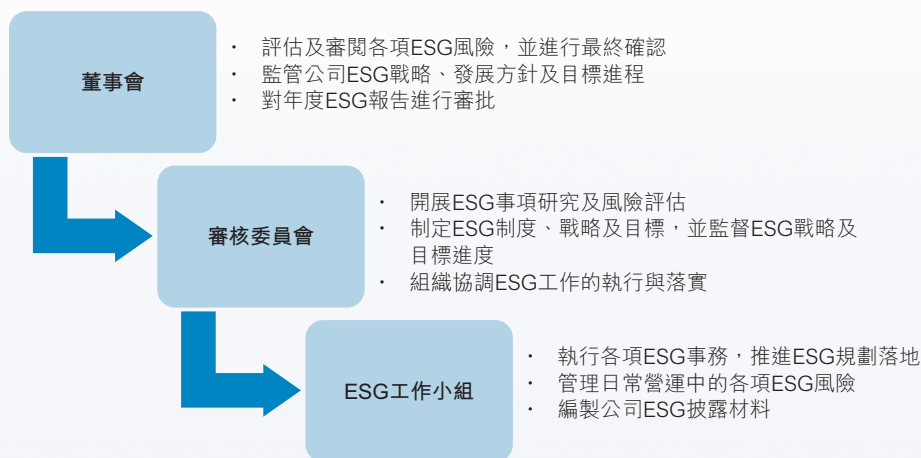 董事會
· 評估及審閱各項ESG風險，並進行最終確認
· 監管公司ESG戰略、發展方針及目標進程
· 對年度ESG報告進行審批
審核委員會
· 開展ESG事項研究及風險評估
· 制定ESG制度、戰略及目標，並監督ESG戰略及
目標進度
· 組織協調ESG工作的執行與落實
ESG工作小組
· 執行各項ESG事務，推進ESG規劃落地
· 管理日常營運中的各項ESG風險
· 編製公司ESG披露材料